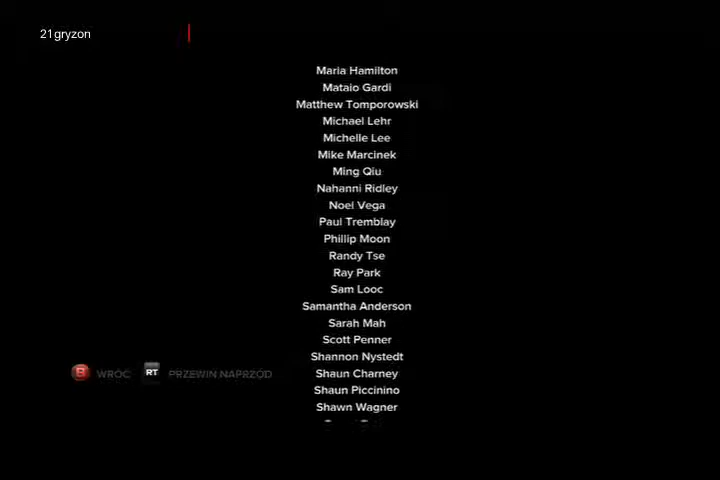 21gryzon
Maria Hamilton
Mataio Gardi
Matthew Tomporowski
Michael Lehr
Michelle Lee
Mike Marcinek
Ming Qiu
Nahanni Ridley
Noel Vega
Paul Tremblay
Phillip Moon
Randy Tse
Ray Park
Sam Looc
Samantha Anderson
Sarah Mah
Scott Penner
Shannon Nystedt
Shaun Charney
Shaun Piccinino
Shawn Wagner
B WRÓĆ RT PRZEWIŃ NAPRZÓD